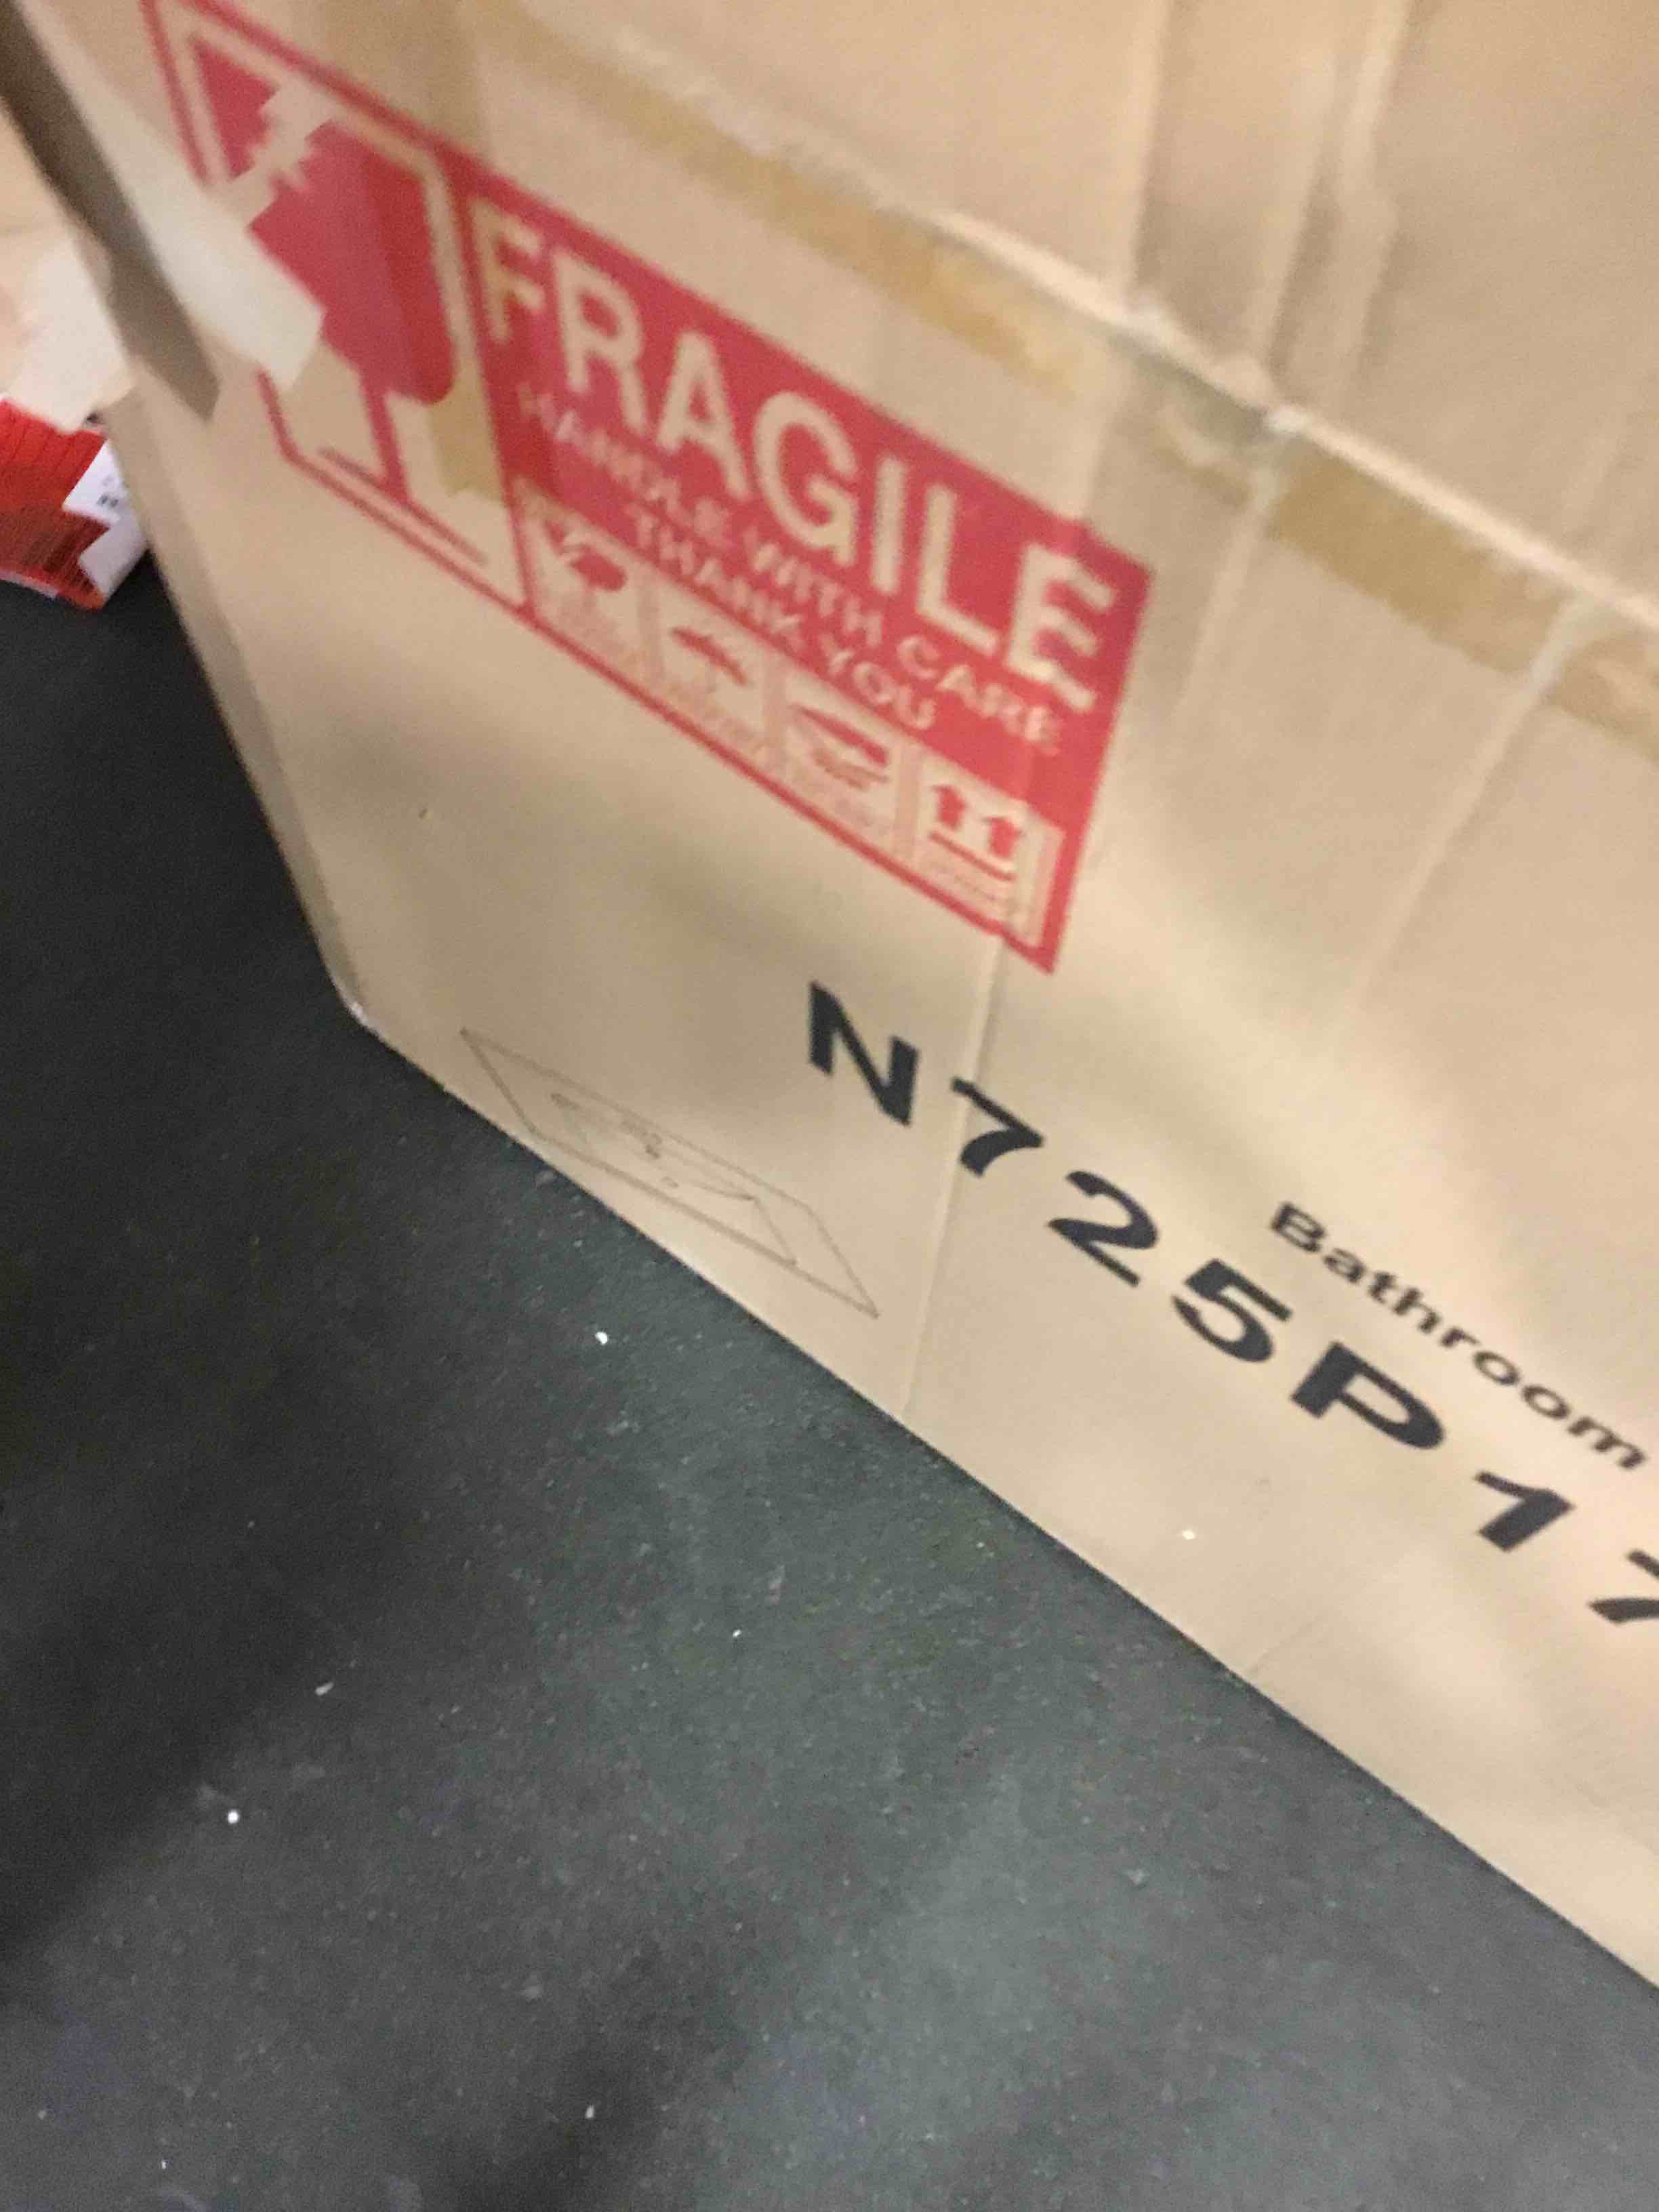 FRAGILE
HANDLE WITH CARE
THANK YOU
Bathroom
N725P17